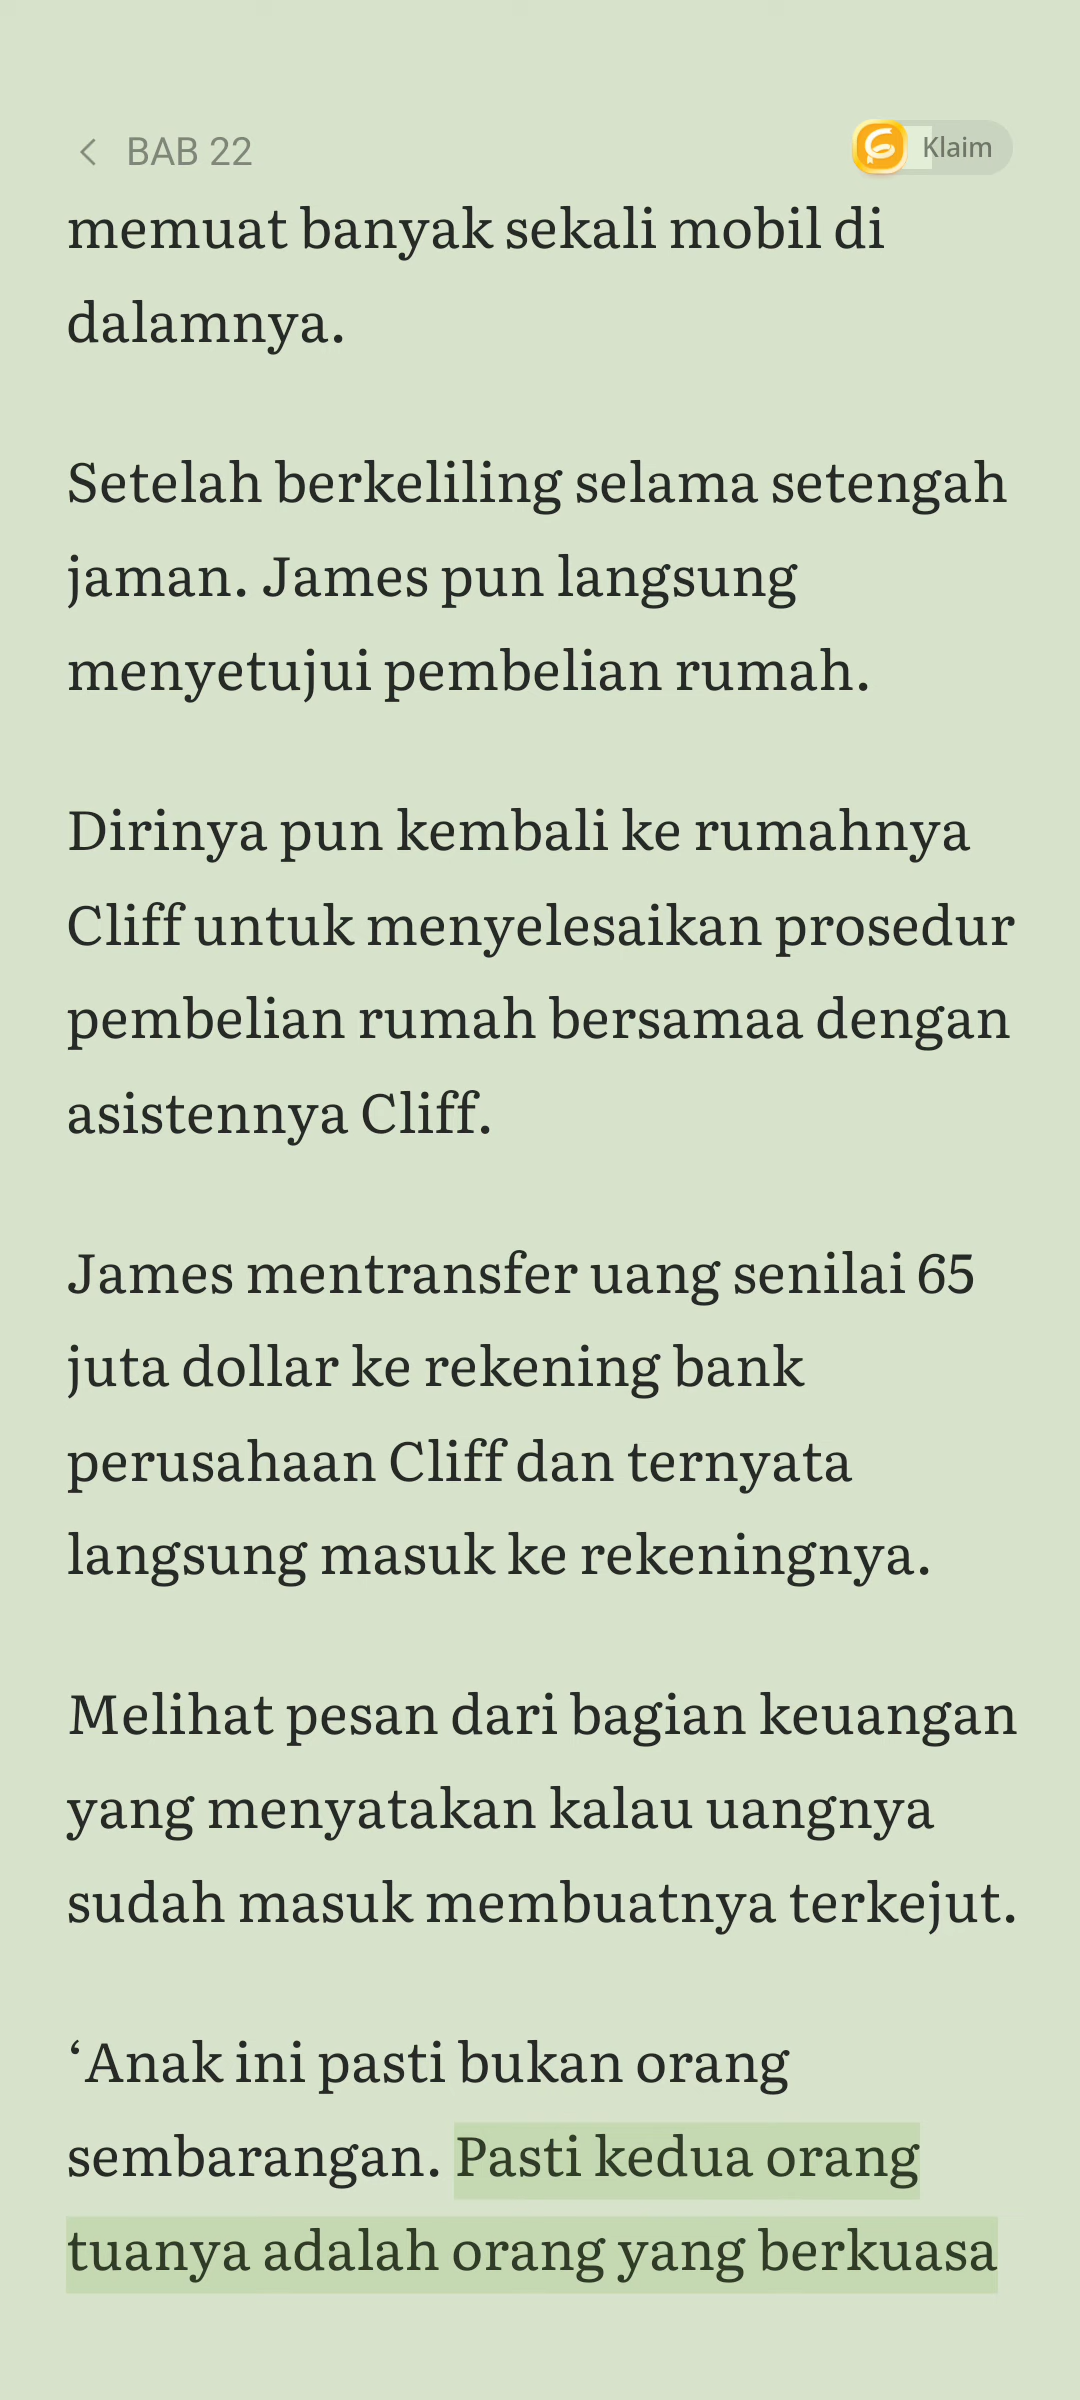 BAB 22
Klaim
memuat banyak sekali mobil di
dalamnya.
Setelah berkeliling selama setengah
jaman. James pun langsung
menyetujui pembelian rumah.
Dirinya pun kembali ke rumahnya
Cliff untuk menyelesaikan prosedur
pembelian rumah bersamaa dengan
asistennya Cliff.
James mentransfer uang senilai 65
juta dollar ke rekening bank
perusahaan Cliff dan ternyata
langsung masuk ke rekeningnya.
Melihat pesan dari bagian keuangan
yang menyatakan kalau uangnya
sudah masuk membuatnya terkejut.
‘Anak ini pasti bukan orang
sembarangan. Pasti kedua orang
tuanya adalah orang yang berkuasa